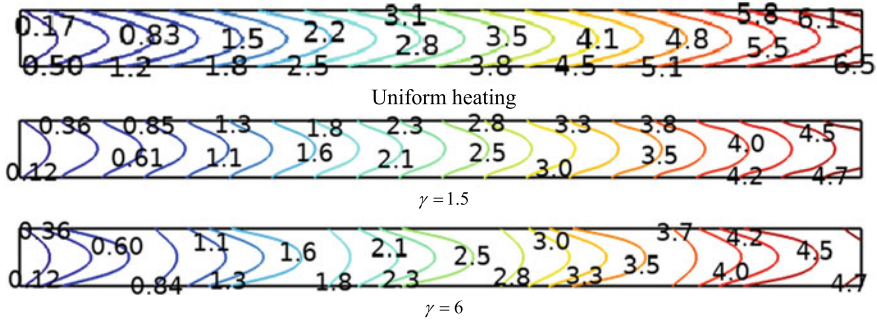 3.1 5.8 6.1
0.17 0.83 1.5 2.2 2.8 3.5 4.1 4.8 5.5
0.50 1.2 1.8 2.5 3.8 4.5 5.1 6.5
Uniform heating
0.36 0.85 1.3 1.8 2.3 2.8 3.3 3.8 4.5
0.61 1.1 1.6 2.1 2.5 3.5 4.0
0.12 3.0 4.2 4.7
γ = 1.5
0.36 0.60 1.1 1.6 2.1 2.5 3.0 3.7 4.2 4.5
0.12 0.84 1.3 1.8 2.3 2.8 3.3 3.5 4.0 4.7
γ = 6